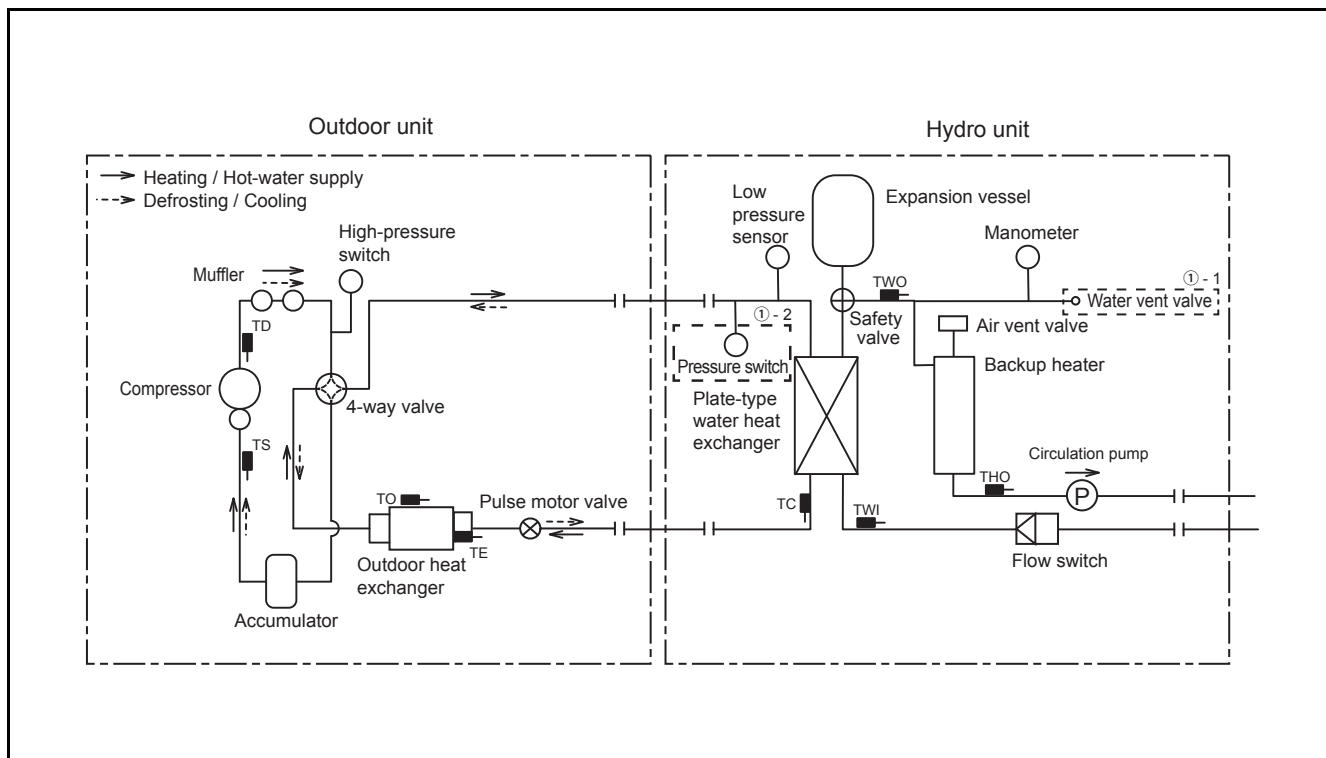 Outdoor unit
Heating / Hot-water supply
Defrosting / Cooling
High-pressure
switch
Muffler
TD
Compressor
4-way valve
TS
TO
Pulse motor valve
TE
Outdoor heat
exchanger
Accumulator
Hydro unit
Low
pressure
sensor
Expansion vessel
Manometer
① - 1
Water vent valve
TWO
Safety
valve
Air vent valve
① - 2
Pressure switch
Backup heater
Plate-type
water heat
exchanger
Circulation pump
THO
P
TC
TWI
Flow switch